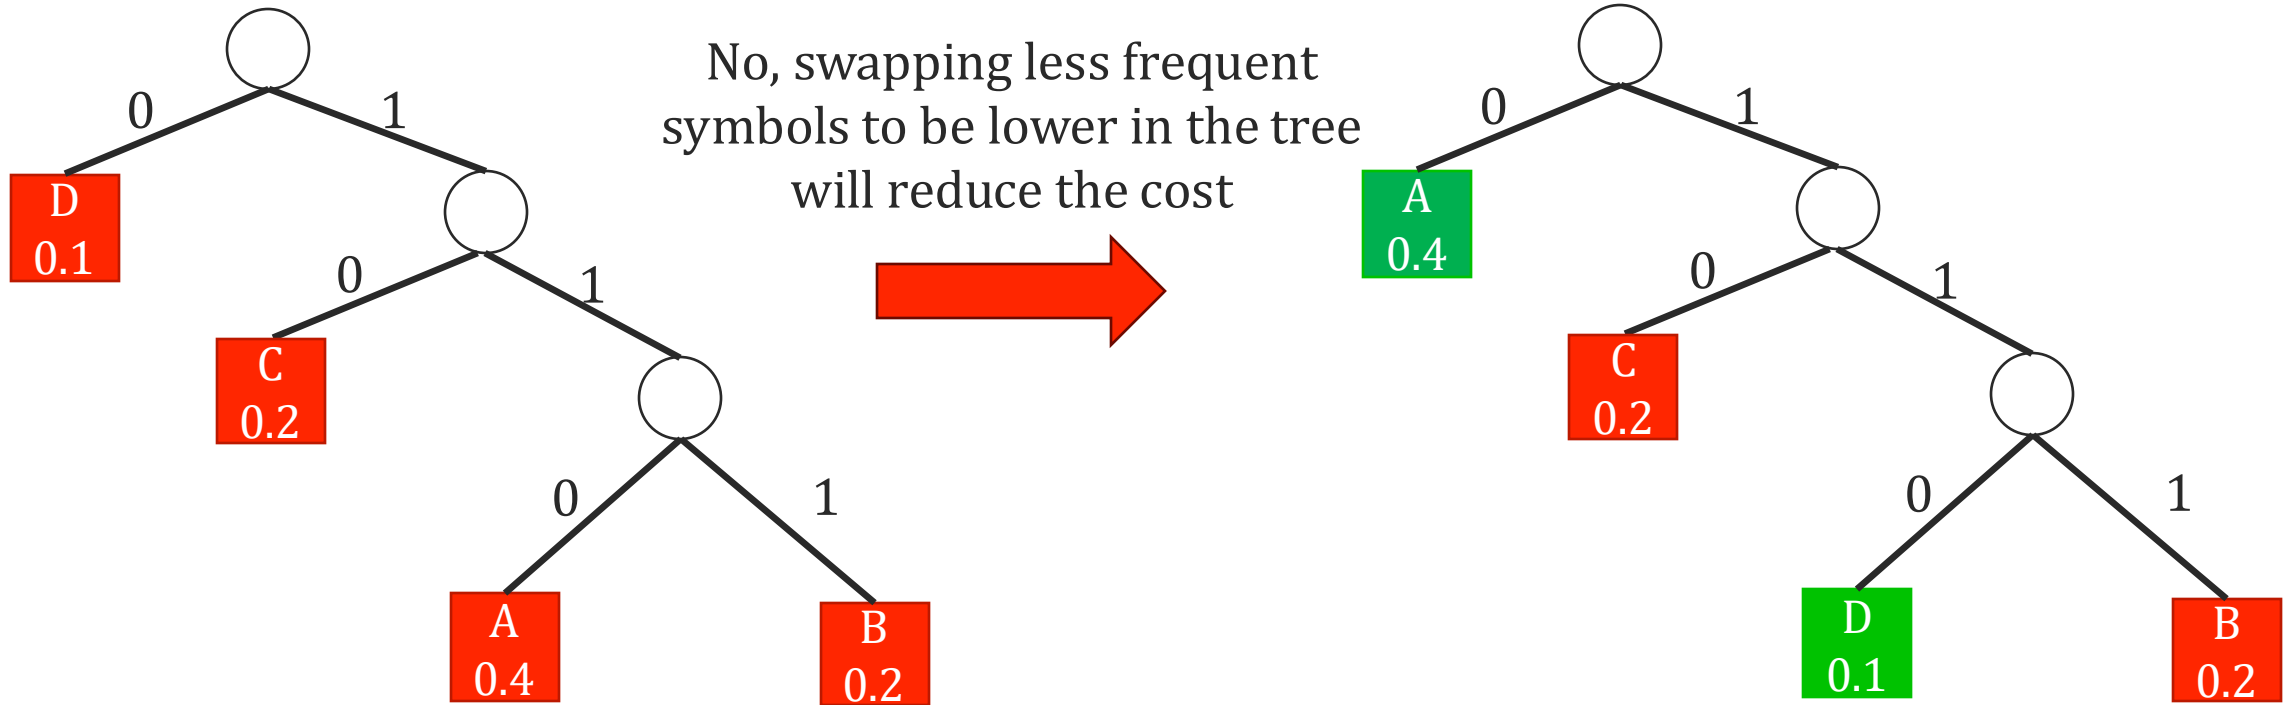 0
1
D
0.1
0
1
C
0.2
0
1
A
0.4
B
0.2
No, swapping less frequent
symbols to be lower in the tree
will reduce the cost
0
1
A
0.4
0
1
C
0.2
0
1
D
0.1
B
0.2